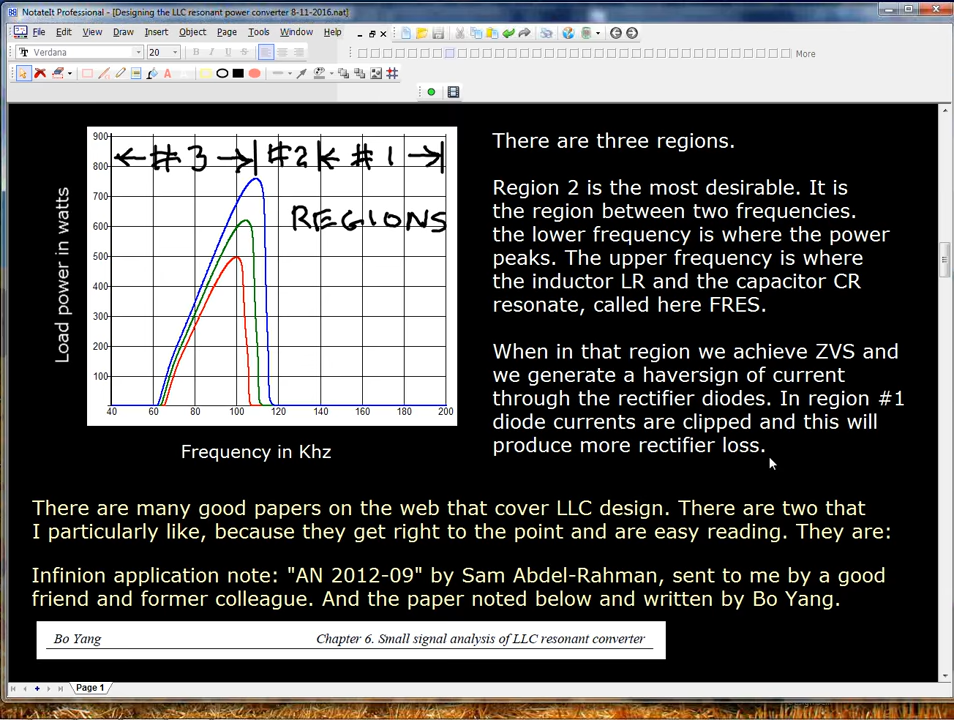 NotateIt Professional - [Designing the LLC resonant power converter 8-11-2016.nat]
File Edit View Draw Insert Object Page Tools Window Help
Verdana 20 B I U S
More
900
800
700
600
500
400
300
200
100
40 60 80 100 120 140 160 180 200
#3 #2 #1
REGIONS
Load power in watts
Frequency in Khz
There are three regions.
Region 2 is the most desirable. It is
the region between two frequencies.
the lower frequency is where the power
peaks. The upper frequency is where
the inductor LR and the capacitor CR
resonate, called here FRES.
When in that region we achieve ZVS and
we generate a haversign of current
through the rectifier diodes. In region #1
diode currents are clipped and this will
produce more rectifier loss.
There are many good papers on the web that cover LLC design. There are two that
I particularly like, because they get right to the point and are easy reading. They are:
Infinion application note: "AN 2012-09" by Sam Abdel-Rahman, sent to me by a good
friend and former colleague. And the paper noted below and written by Bo Yang.
Bo Yang Chapter 6. Small signal analysis of LLC resonant converter
Page 1